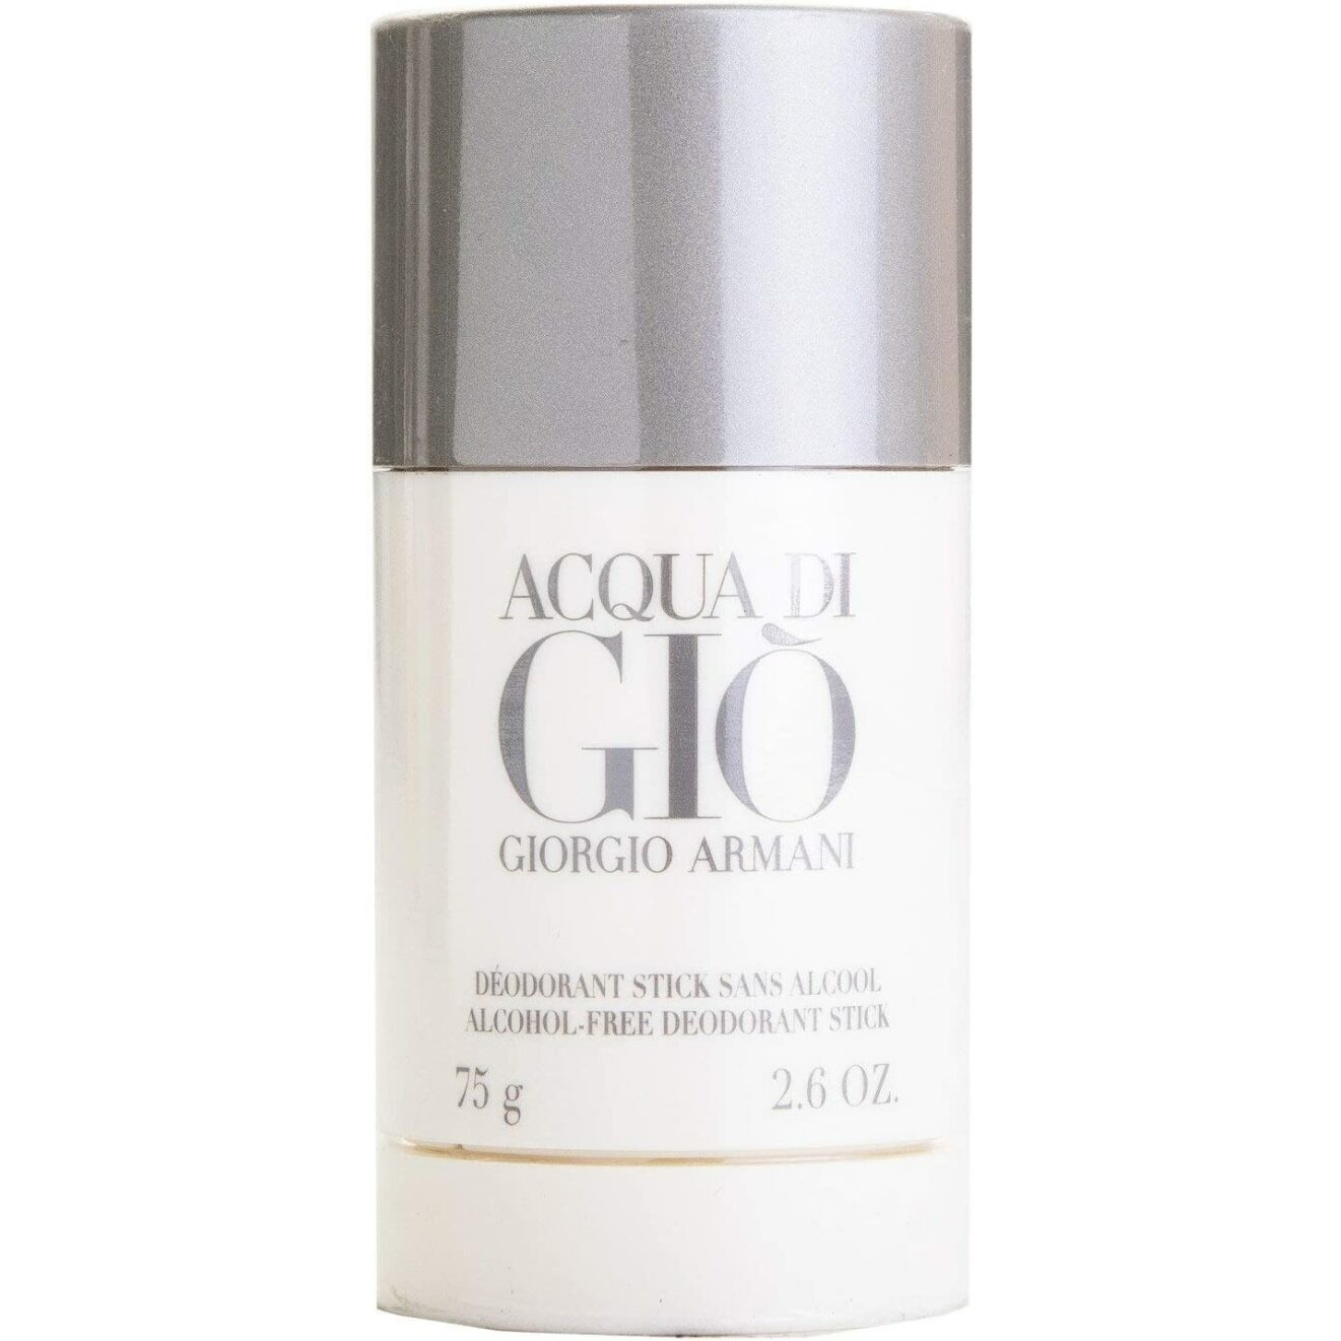 ACQUA DI
GIÒ
GIORGIO ARMANI
DÉODORANT STICK SANS ALCOOL
ALCOHOL-FREE DEODORANT STICK
75 g 2.6 OZ.